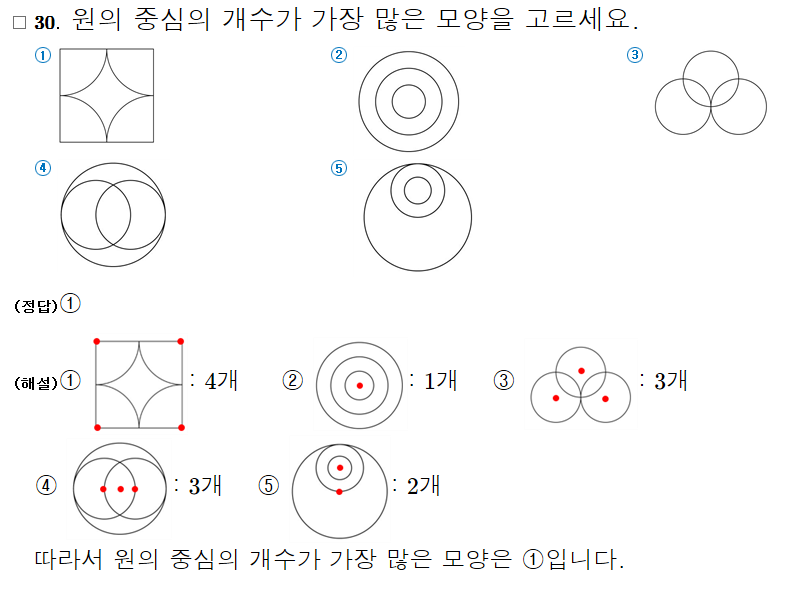 □ 30. 원의 중심의 개수가 가장 많은 모양을 고르세요.
① ② ③
④ ⑤
(정답)①
(해설)① : 4개 ② : 1개 ③ : 3개
④ : 3개 ⑤ : 2개
따라서 원의 중심의 개수가 가장 많은 모양은 ①입니다.